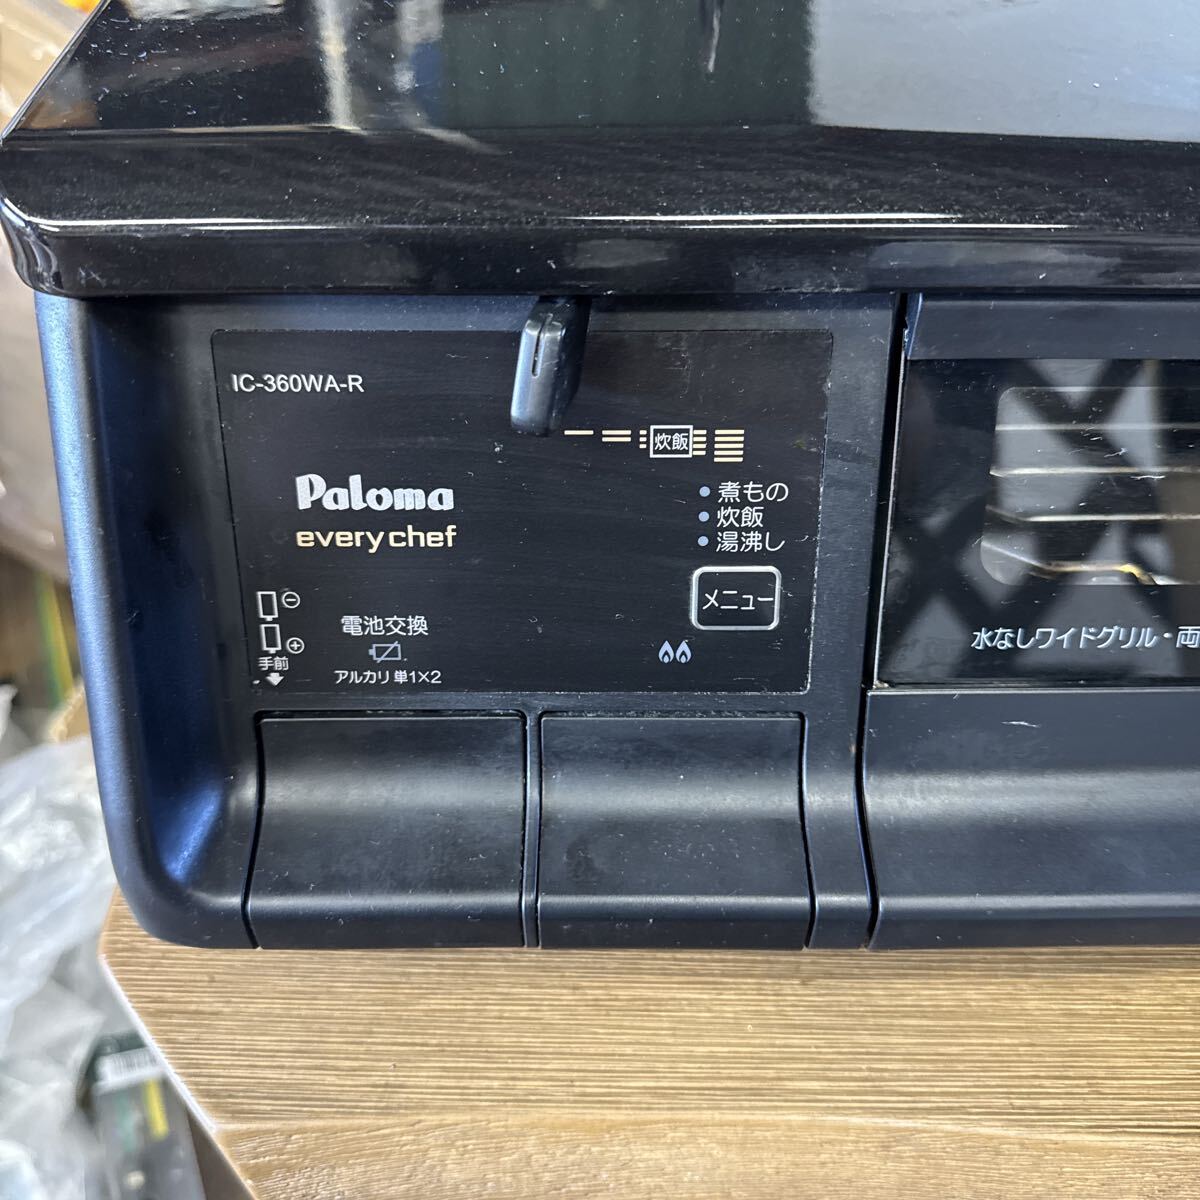 IC-360WA-R
炊飯
Paloma
every chef
煮もの
炊飯
湯沸し
メニュー
電池交換
手前
アルカリ 単1×2
水なしワイドグリル・両